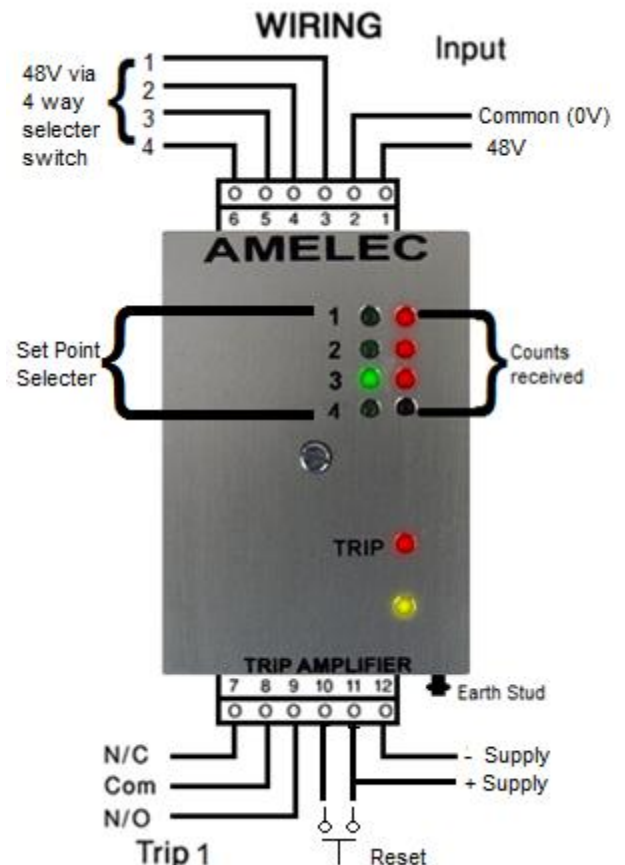 WIRING
Input
48V via
4 way
selecter
switch
1
2
3
4
Common (0V)
48V
6 5 4 3 2 1
AMELEC
Set Point
Selecter
1
2
3
4
Counts
received
TRIP
TRIP AMPLIFIER
7 8 9 10 11 12
Earth Stud
N/C
Com
N/O
Trip 1
- Supply
+ Supply
Reset